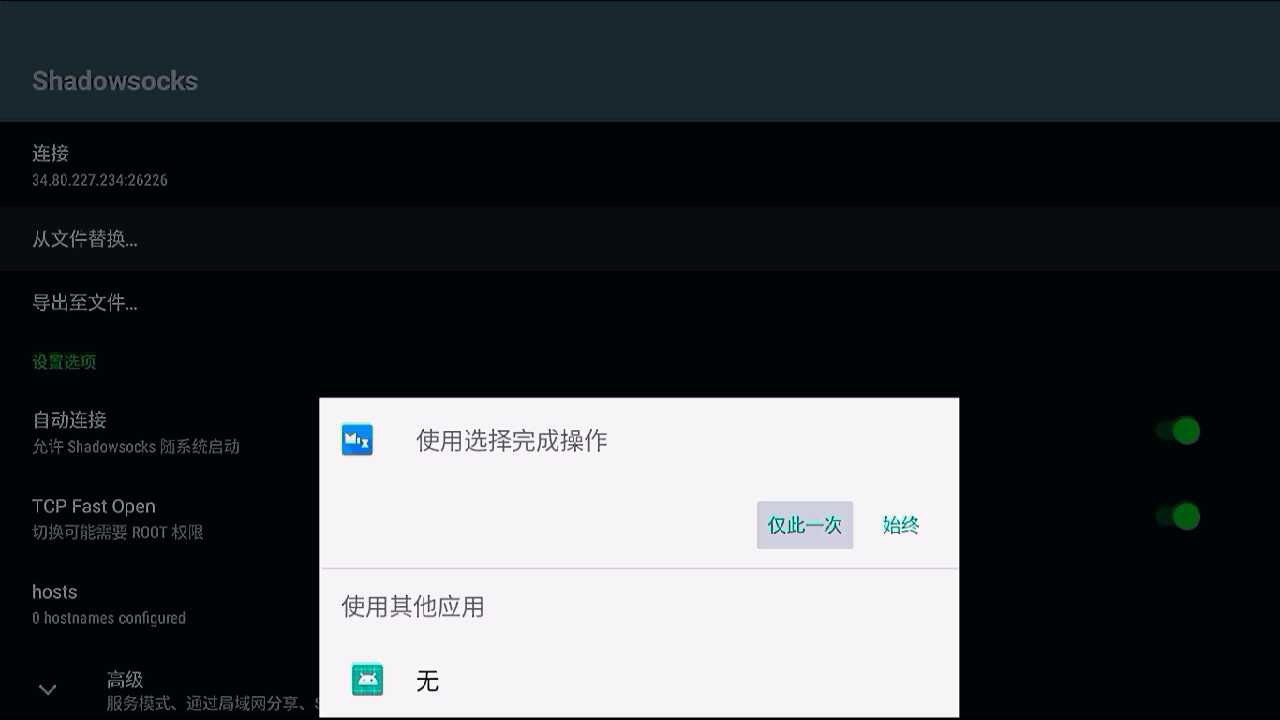 Shadowsocks
连接
34.80.227.234:26226
从文件替换...
导出至文件...
设置选项
自动连接
允许 Shadowsocks 随系统启动
TCP Fast Open
切换可能需要 ROOT 权限
hosts
0 hostnames configured
高级
服务模式、通过局域网分享、
Mix
使用选择完成操作
仅此一次
始终
使用其他应用
无